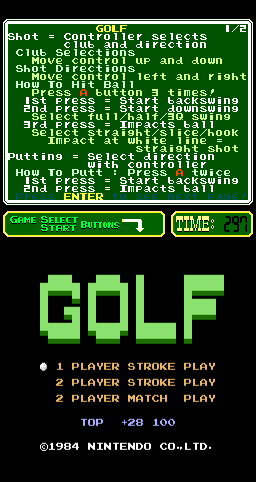 GOLF 1/2
Shot = Controller selects
club and direction
Club Selections
Move control up and down
Shot Directions
Move control left and right
How To Hit Ball
Press A button 3 times!
1st press = Start backswing
2nd press = Start downswing
Select full/half/3Q swing
3rd press = Impacts ball
Select straight/slice/hook
Impact at white line =
straight shot
Putting = Select direction
with controller
How To Putt : Press A twice
1st press = Start backswing
2nd press = Impacts ball
ENTER
GAME SELECT
START BUTTONS
TIME: 297
GOLF
1 PLAYER STROKE PLAY
2 PLAYER STROKE PLAY
2 PLAYER MATCH PLAY
TOP +28 100
©1984 NINTENDO CO.,LTD.